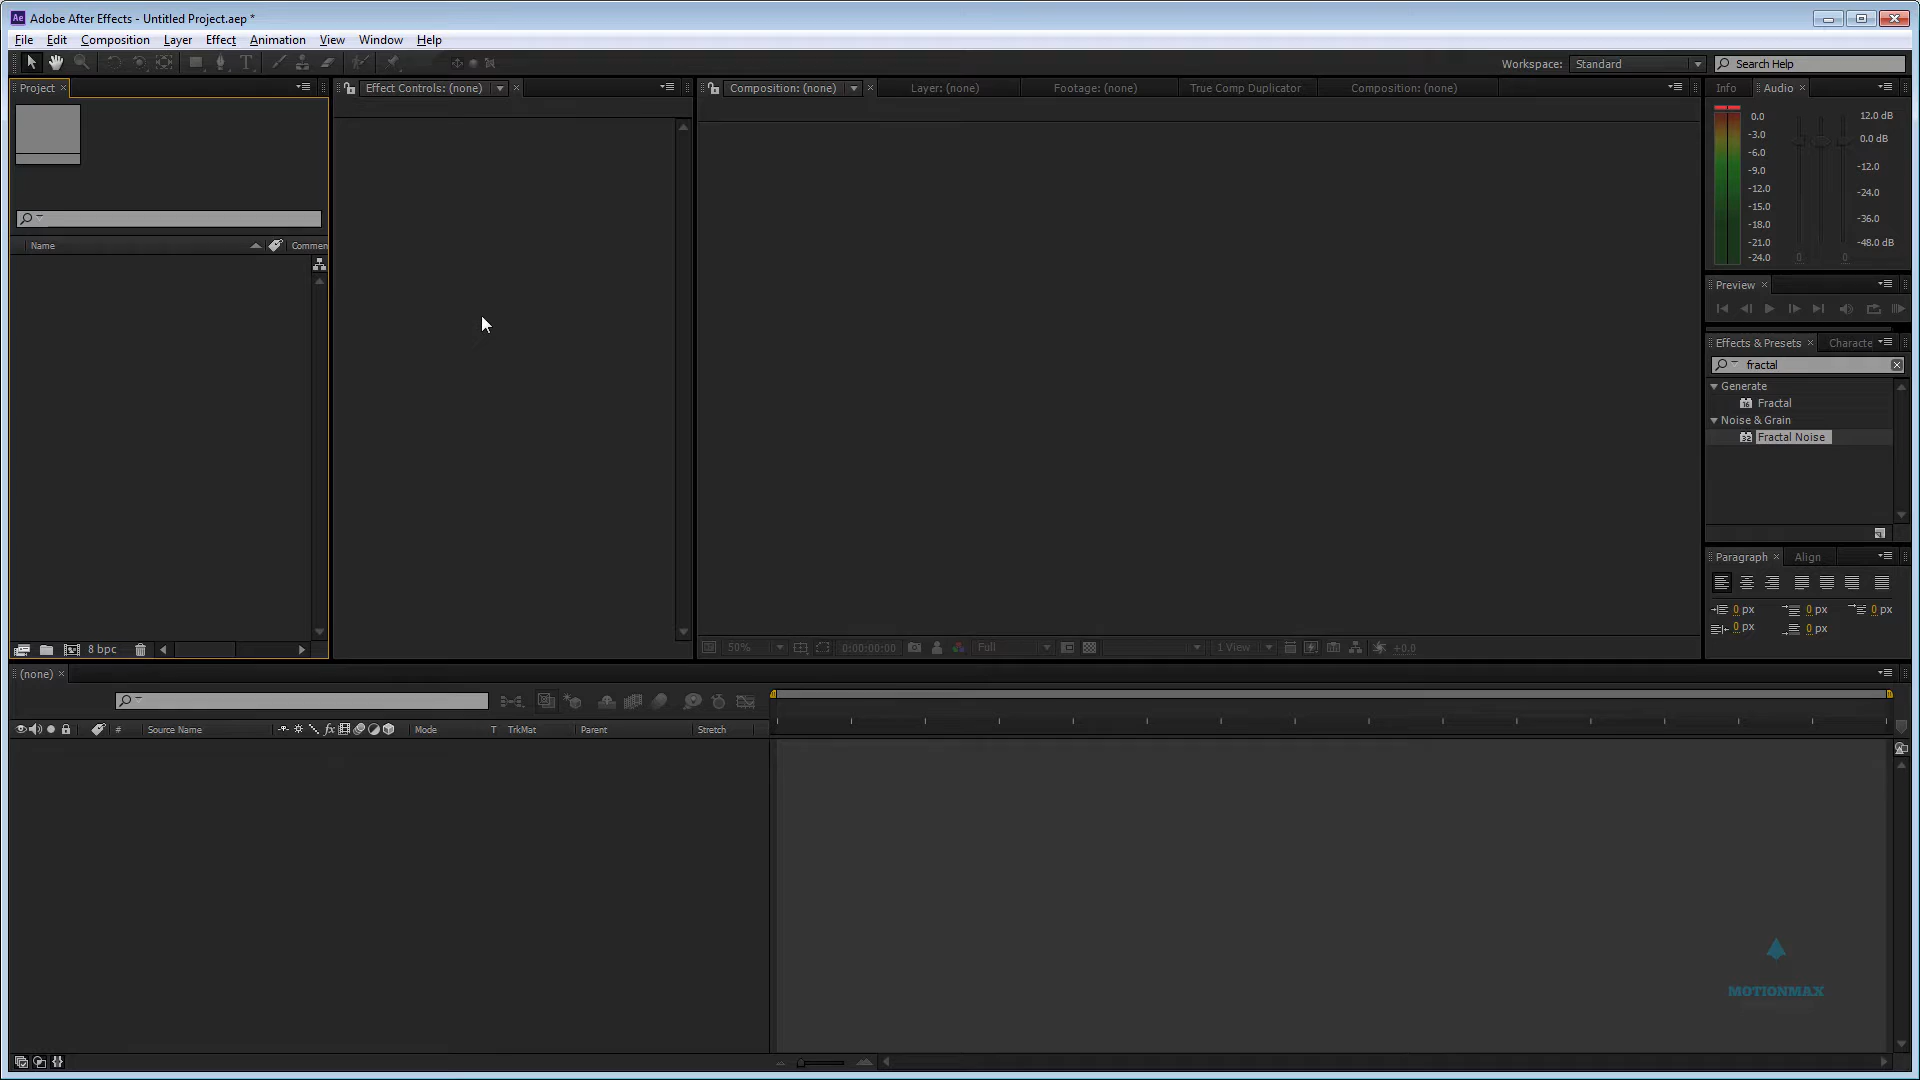 Ae Adobe After Effects - Untitled Project.aep *
File Edit Composition Layer Effect Animation View Window Help
Workspace: Standard Search Help
Project Effect Controls: (none) Composition: (none) Layer: (none) Footage: (none) True Comp Duplicator Composition: (none) Info Audio
0.0 12.0 dB
-3.0 0.0 dB
-6.0
-9.0 -12.0
-12.0 -24.0
-15.0
-18.0 -36.0
-21.0 -48.0 dB
-24.0 0 0
Name Commen
Preview
Effects & Presets Characte
fractal
Generate
Fractal
Noise & Grain
Fractal Noise
Paragraph Align
0 px 0 px 0 px
0 px 0 px
8 bpc
50% 0:00:00:00 Full 1 View +0.0
(none)
# Source Name fx Mode T TrkMat Parent Stretch
MOTIONMAX